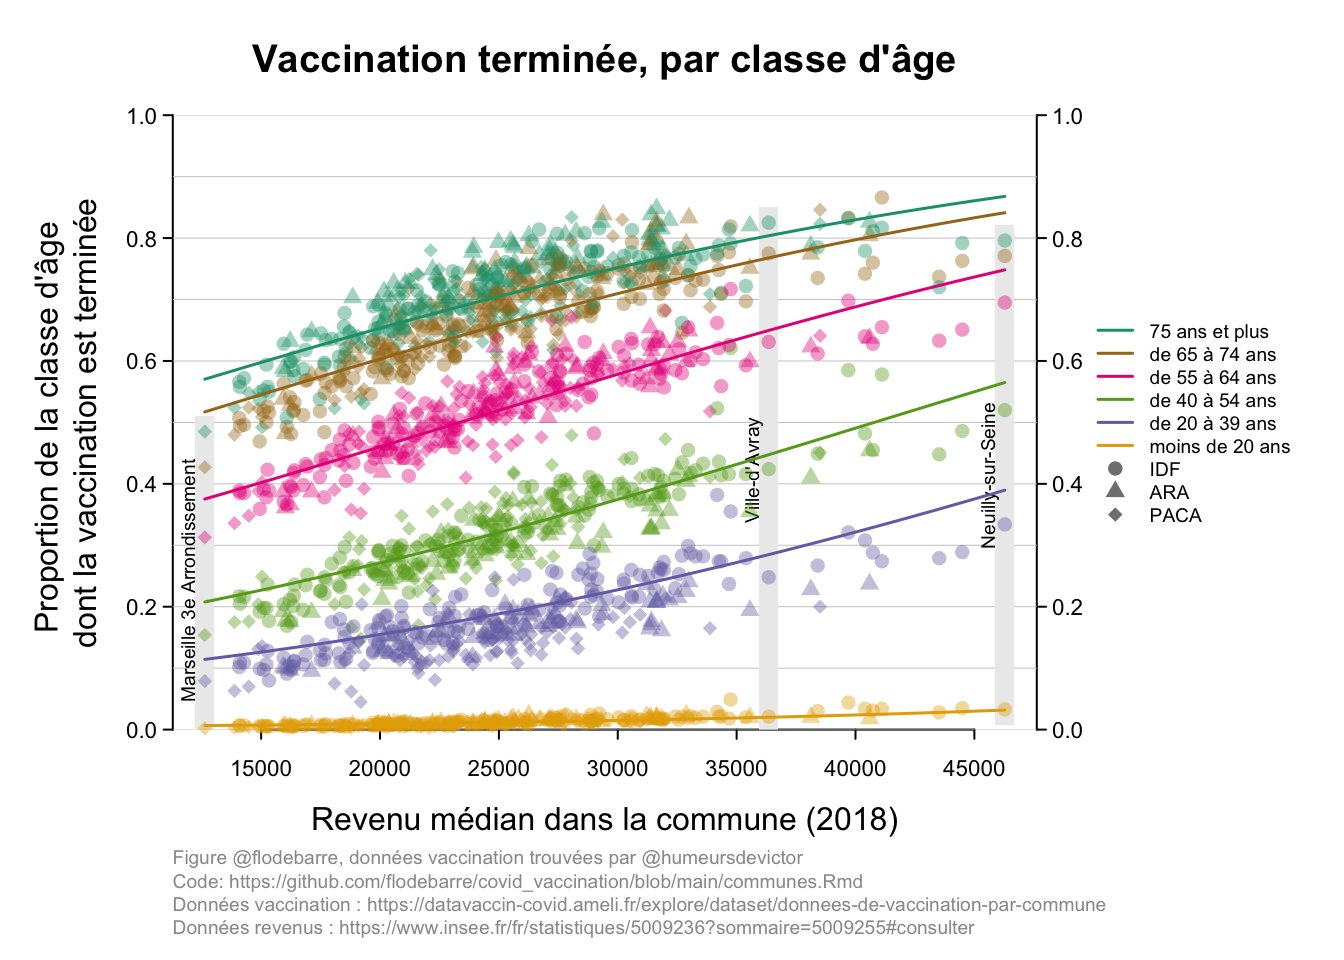 Vaccination terminée, par classe d'âge
Proportion de la classe d'âge
dont la vaccination est terminée
1.0
0.8
0.6
0.4
0.2
0.0
Marseille 3e Arrondissement
Ville-d'Avray
Neuilly-sur-Seine
1.0
0.8
0.6
0.4
0.2
0.0
75 ans et plus
de 65 à 74 ans
de 55 à 64 ans
de 40 à 54 ans
de 20 à 39 ans
moins de 20 ans
IDF
ARA
PACA
15000 20000 25000 30000 35000 40000 45000
Revenu médian dans la commune (2018)
Figure @flodebarre, données vaccination trouvées par @humeursdevictor
Code: https://github.com/flodebarre/covid_vaccination/blob/main/communes.Rmd
Données vaccination : https://datavaccin-covid.ameli.fr/explore/dataset/donnees-de-vaccination-par-commune
Données revenus : https://www.insee.fr/fr/statistiques/5009236?sommaire=5009255#consulter